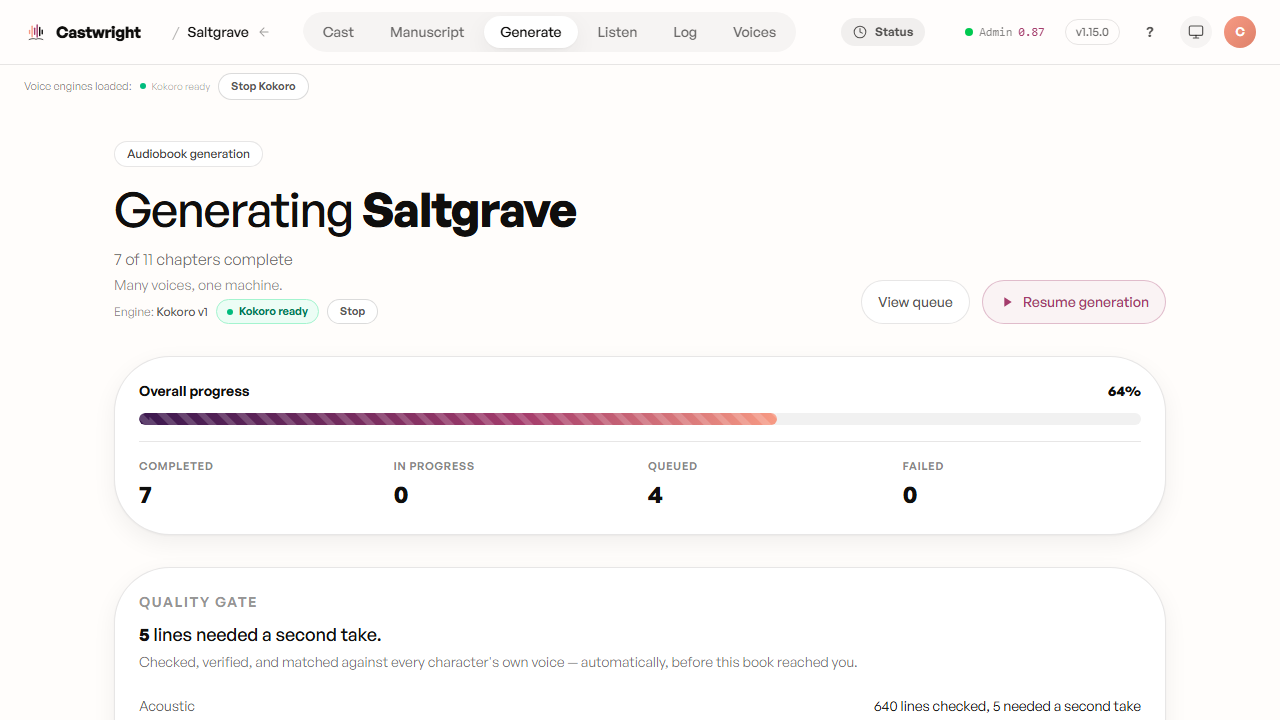 Castwright / Saltgrave ← Cast Manuscript Generate Listen Log Voices Status Admin 0.87 v1.15.0 ? C
Voice engines loaded: Kokoro ready Stop Kokoro
Audiobook generation
Generating Saltgrave
7 of 11 chapters complete
Many voices, one machine.
Engine: Kokoro v1 Kokoro ready Stop
View queue Resume generation
Overall progress 64%
COMPLETED IN PROGRESS QUEUED FAILED
7 0 4 0
QUALITY GATE
5 lines needed a second take.
Checked, verified, and matched against every character's own voice — automatically, before this book reached you.
Acoustic 640 lines checked, 5 needed a second take